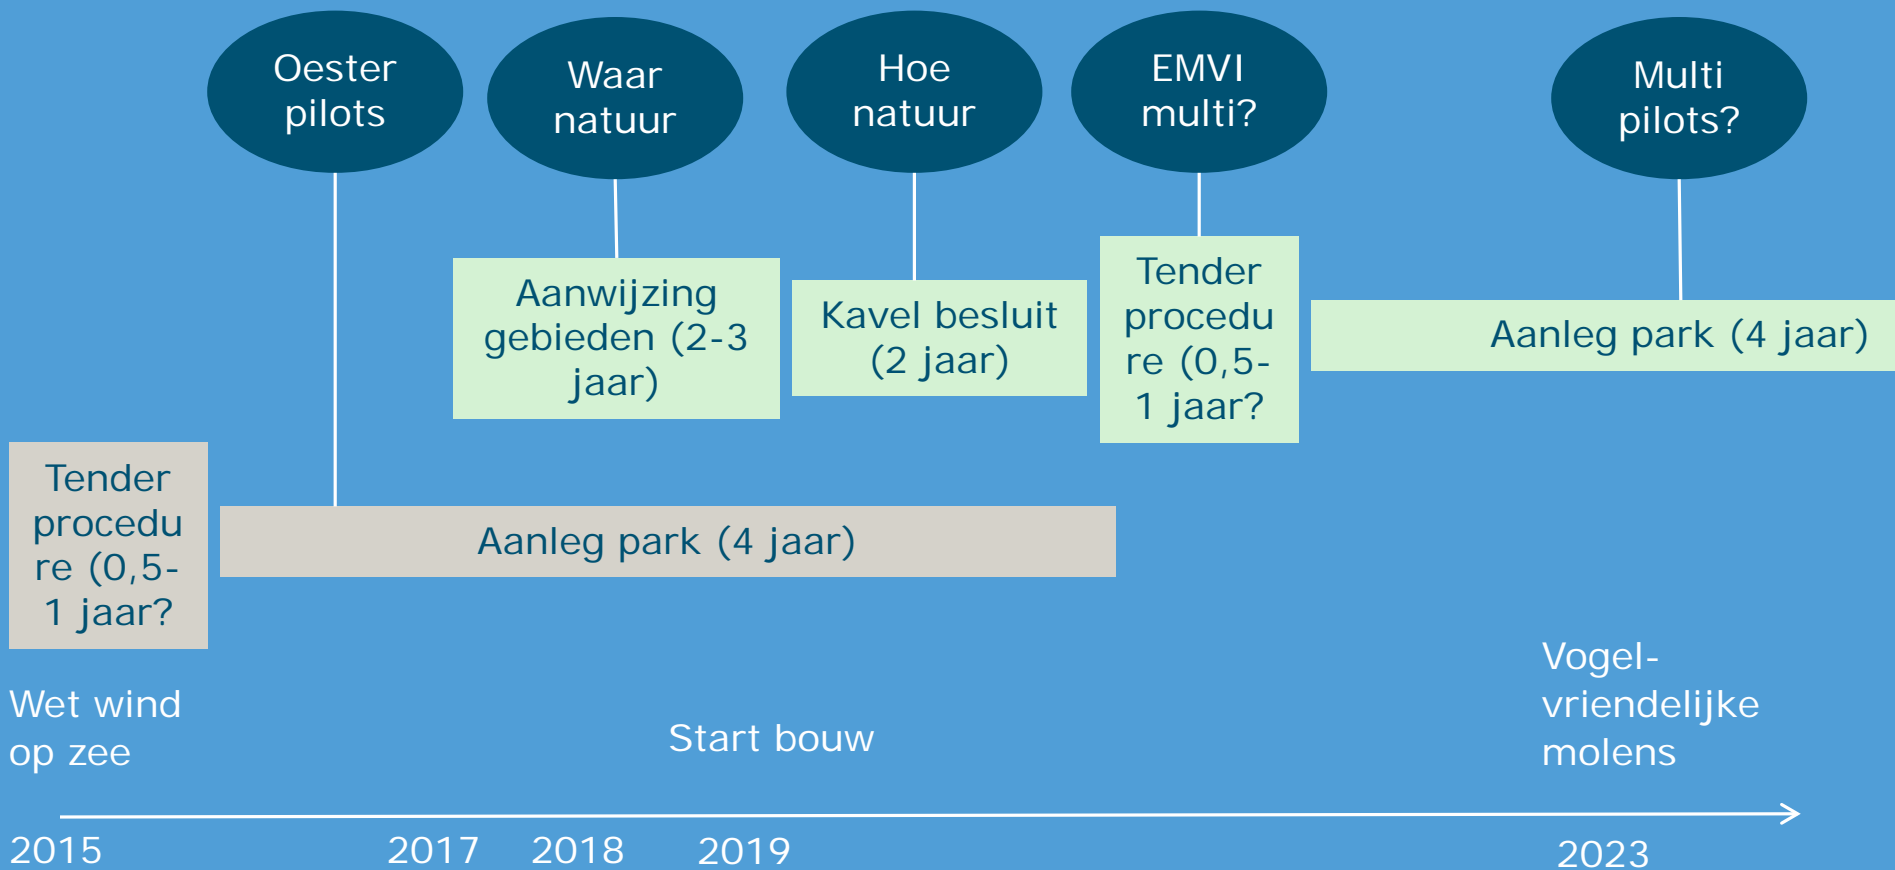 Oester
pilots
Waar
natuur
Hoe
natuur
EMVI
multi?
Multi
pilots?
Aanwijzing
gebieden (2-3
jaar)
Kavel besluit
(2 jaar)
Tender
procedu
re (0,5-
1 jaar?
Aanleg park (4 jaar)
Tender
procedu
re (0,5-
1 jaar?
Aanleg park (4 jaar)
Wet wind
op zee
Start bouw
Vogel-
vriendelijke
molens
2015
2017
2018
2019
2023